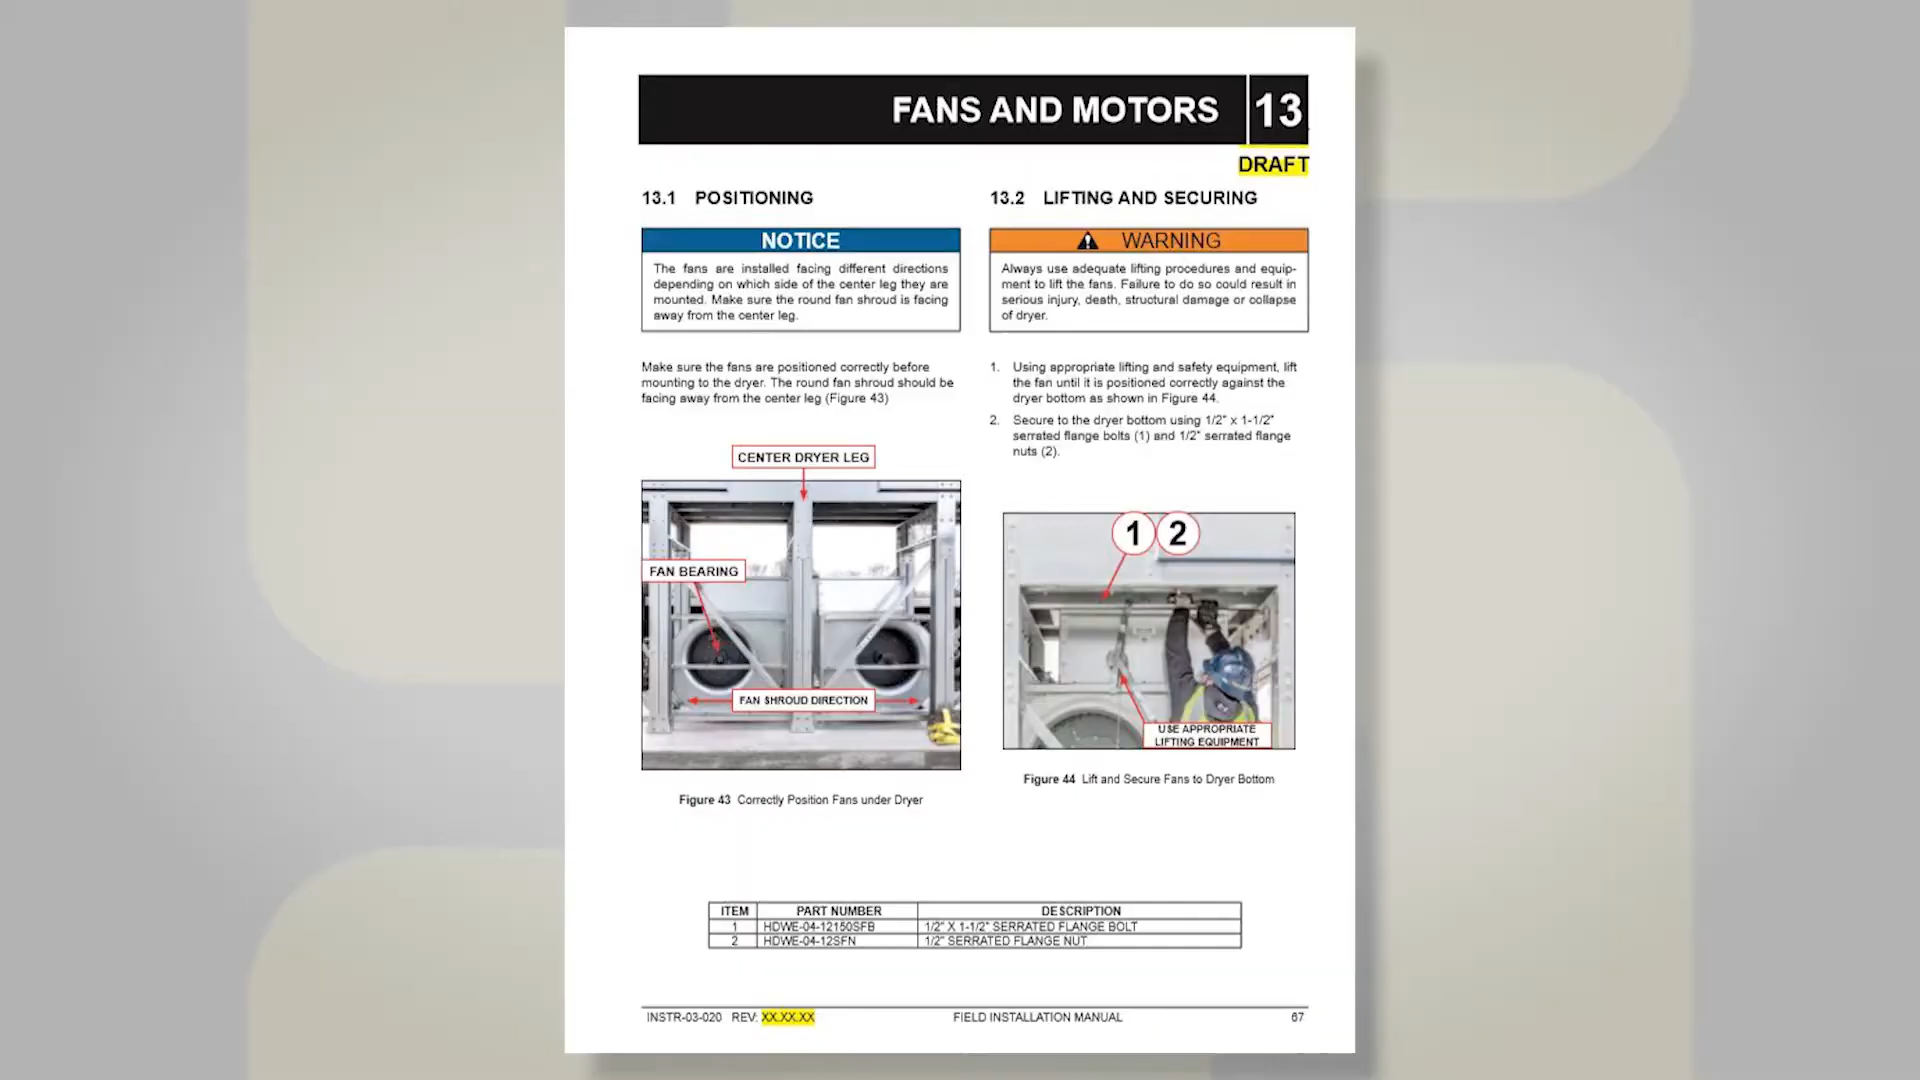 FANS AND MOTORS 13
DRAFT
13.1 POSITIONING
NOTICE
The fans are installed facing different directions
depending on which side of the center leg they are
mounted. Make sure the round fan shroud is facing
away from the center leg.
Make sure the fans are positioned correctly before
mounting to the dryer. The round fan shroud should be
facing away from the center leg (Figure 43)
CENTER DRYER LEG
FAN BEARING
FAN SHROUD DIRECTION
Figure 43 Correctly Position Fans under Dryer
13.2 LIFTING AND SECURING
WARNING
Always use adequate lifting procedures and equip-
ment to lift the fans. Failure to do so could result in
serious injury, death, structural damage or collapse
of dryer.
1. Using appropriate lifting and safety equipment, lift
the fan until it is positioned correctly against the
dryer bottom as shown in Figure 44.
2. Secure to the dryer bottom using 1/2" x 1-1/2"
serrated flange bolts (1) and 1/2" serrated flange
nuts (2).
1 2
USE APPROPRIATE
LIFTING EQUIPMENT
Figure 44 Lift and Secure Fans to Dryer Bottom
ITEM PART NUMBER DESCRIPTION
1 HDWE-04-12150SFB 1/2" X 1-1/2" SERRATED FLANGE BOLT
2 HDWE-04-12SFN 1/2" SERRATED FLANGE NUT
INSTR-03-020 REV: XX.XX.XX FIELD INSTALLATION MANUAL 67